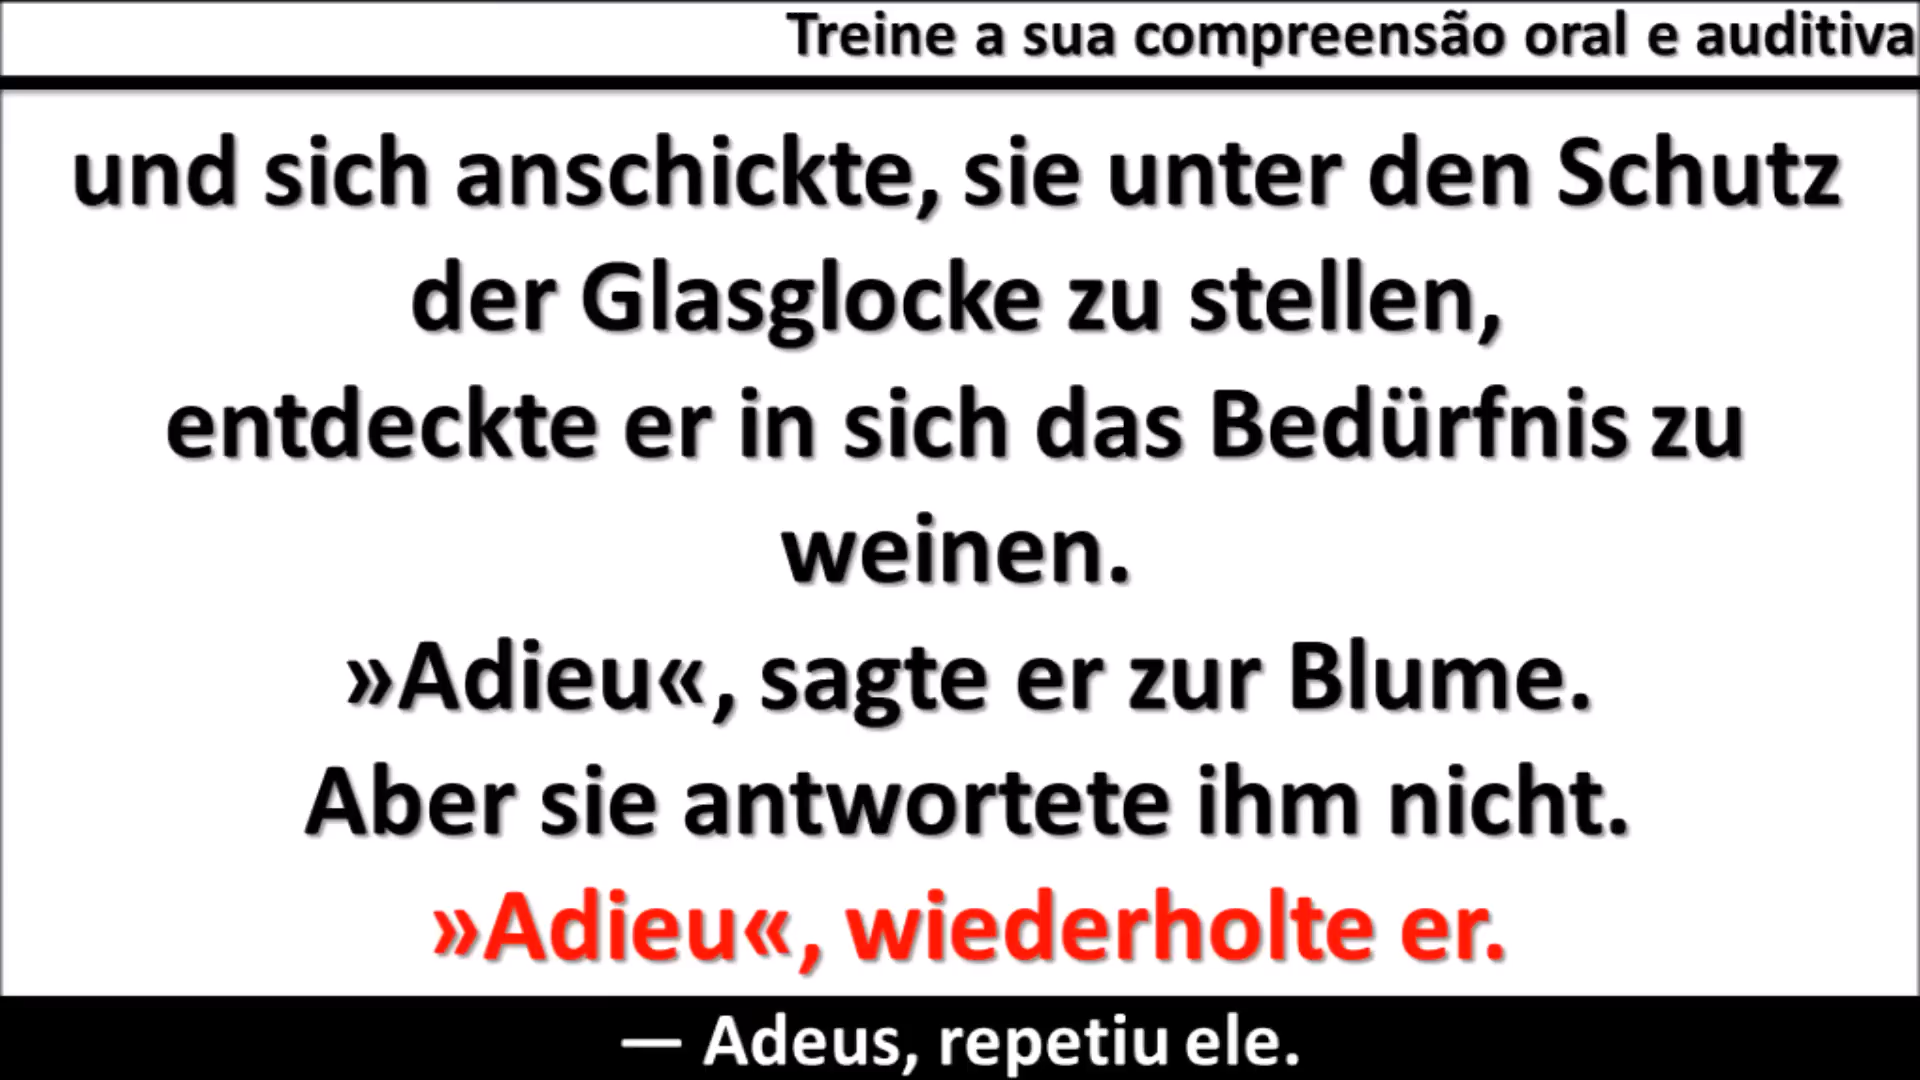 Treine a sua compreensão oral e auditiva
und sich anschickte, sie unter den Schutz
der Glasglocke zu stellen,
entdeckte er in sich das Bedürfnis zu
weinen.
»Adieu«, sagte er zur Blume.
Aber sie antwortete ihm nicht.
»Adieu«, wiederholte er.
— Adeus, repetiu ele.